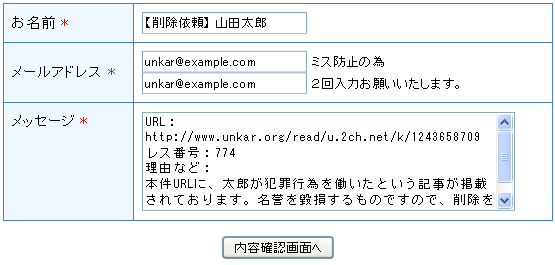 お名前 * 【削除依頼】山田太郎
メールアドレス * unkar@example.com ミス防止の為
unkar@example.com 2回入力お願いいたします。
メッセージ * URL：
http://www.unkar.org/read/u.2ch.net/k/1243658709
レス番号：774
理由など：
本件URLに、太郎が犯罪行為を働いたという記事が掲載
されております。名誉を毀損するものですので、削除を
内容確認画面へ